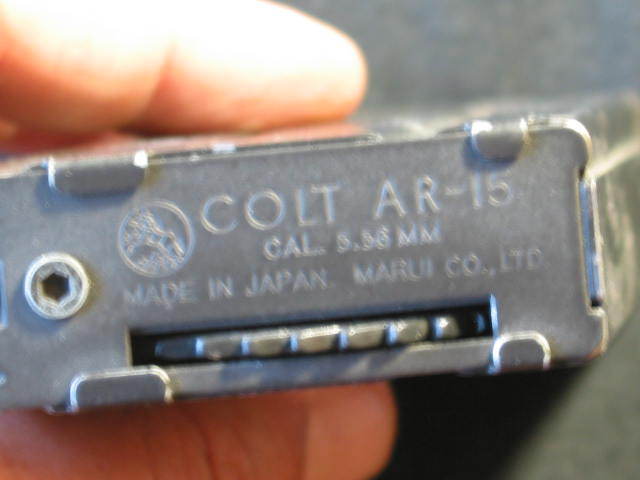 COLT AR-15
CAL. 5.56 MM
MADE IN JAPAN. MARUI CO., LTD.